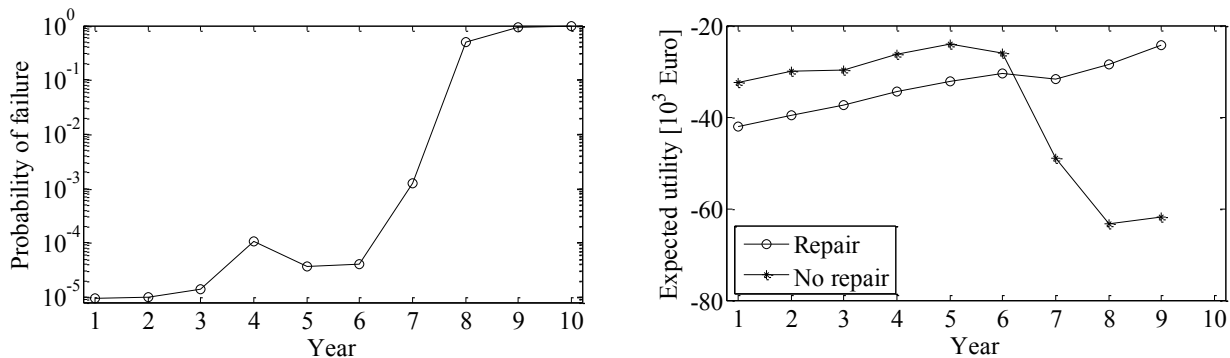 10^0
10^-1
10^-2
10^-3
10^-4
10^-5
Probability of failure
1 2 3 4 5 6 7 8 9 10
Year
-20
-40
-60
-80
Expected utility [10^3 Euro]
Repair
No repair
1 2 3 4 5 6 7 8 9 10
Year